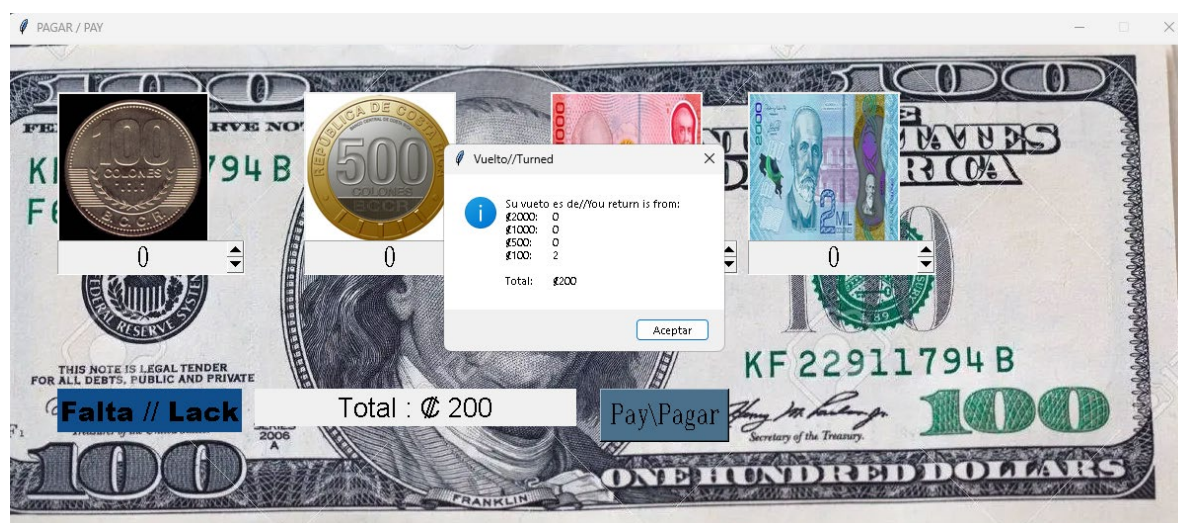 PAGAR / PAY
100
COLONES
B.C.C.R.
REPUBLICA DE COSTA
500
COLONES
BCCR
0
0
0
Vuelto//Turned
Su vueto es de//You return is from:
₡2000: 0
₡1000: 0
₡500: 0
₡100: 2
Total: ₡200
Aceptar
794 B
KF 22911794 B
THIS NOTE IS LEGAL TENDER
FOR ALL DEBTS, PUBLIC AND PRIVATE
Falta // Lack
Total : ₡ 200
Pay\Pagar
Secretary of the Treasury.
2006
A
100
100
FRANKLIN
ONE HUNDRED DOLLARS